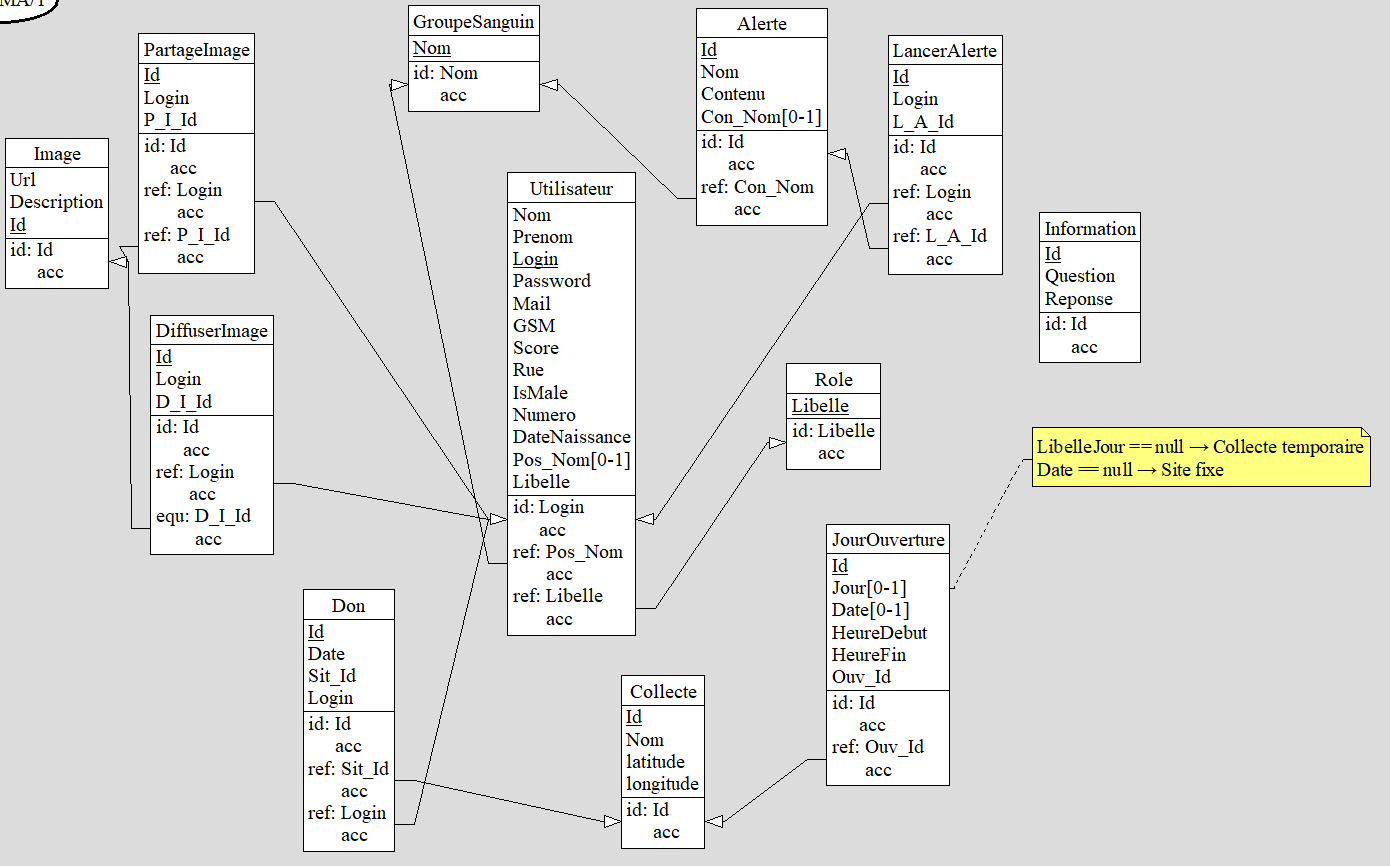 MA/1
GroupeSanguin
Nom
id: Nom
acc
Alerte
Id
Nom
Contenu
Con_Nom[0-1]
id: Id
acc
ref: Con_Nom
acc
LancerAlerte
Id
Login
L_A_Id
id: Id
acc
ref: Login
acc
ref: L_A_Id
acc
PartageImage
Id
Login
P_I_Id
id: Id
acc
ref: Login
acc
ref: P_I_Id
acc
Image
Url
Description
Id
id: Id
acc
Utilisateur
Nom
Prenom
Login
Password
Mail
GSM
Score
Rue
IsMale
Numero
DateNaissance
Pos_Nom[0-1]
Libelle
id: Login
acc
ref: Pos_Nom
acc
ref: Libelle
acc
Information
Id
Question
Reponse
id: Id
acc
DiffuserImage
Id
Login
D_I_Id
id: Id
acc
ref: Login
acc
equ: D_I_Id
acc
Role
Libelle
id: Libelle
acc
LibelleJour == null → Collecte temporaire
Date == null → Site fixe
JourOuverture
Id
Jour[0-1]
Date[0-1]
HeureDebut
HeureFin
Ouv_Id
id: Id
acc
ref: Ouv_Id
acc
Don
Id
Date
Sit_Id
Login
id: Id
acc
ref: Sit_Id
acc
ref: Login
acc
Collecte
Id
Nom
latitude
longitude
id: Id
acc